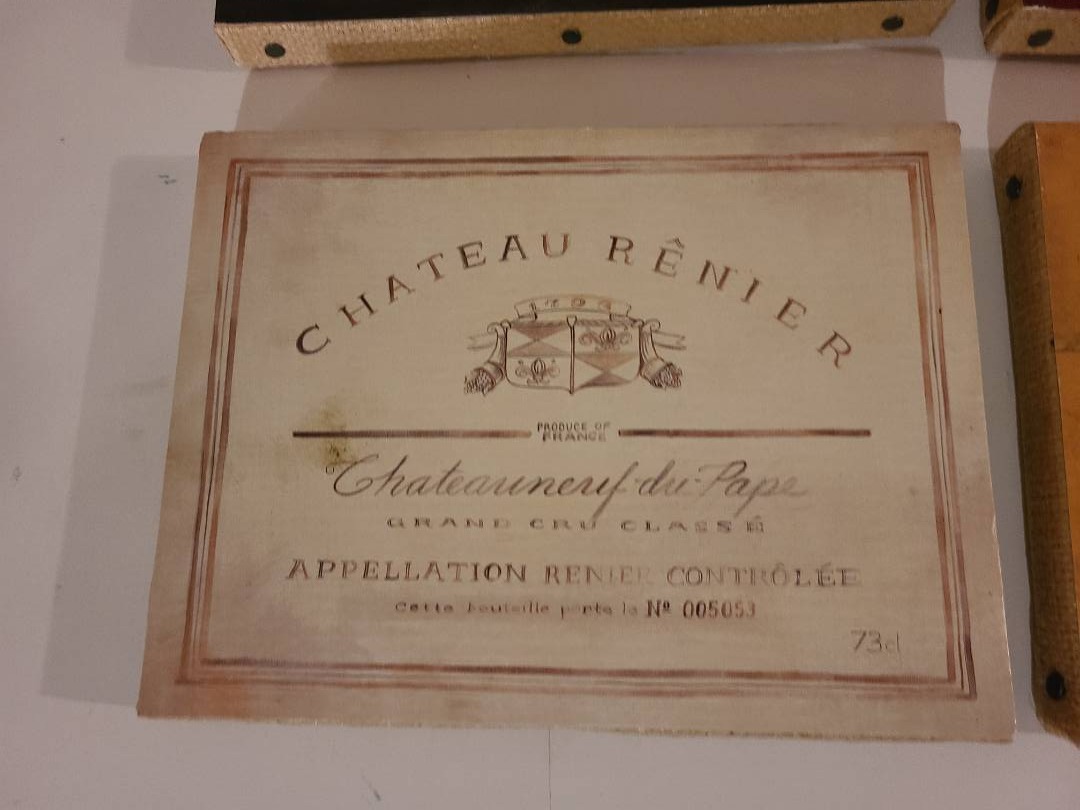 CHATEAU RÊNIER
PRODUCE OF
FRANCE
Chateauneuf-du-Pape
GRAND CRU CLASSÉ
APPELLATION RENIER CONTRÔLÉE
Cette bouteille porte le Nº 005053
73cl